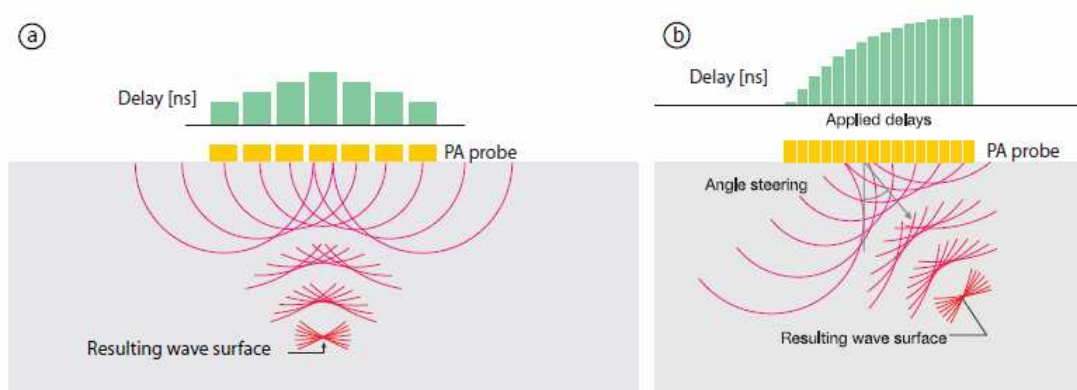 a
Delay [ns]
PA probe
Resulting wave surface
b
Delay [ns]
Applied delays
PA probe
Angle steering
Resulting wave surface